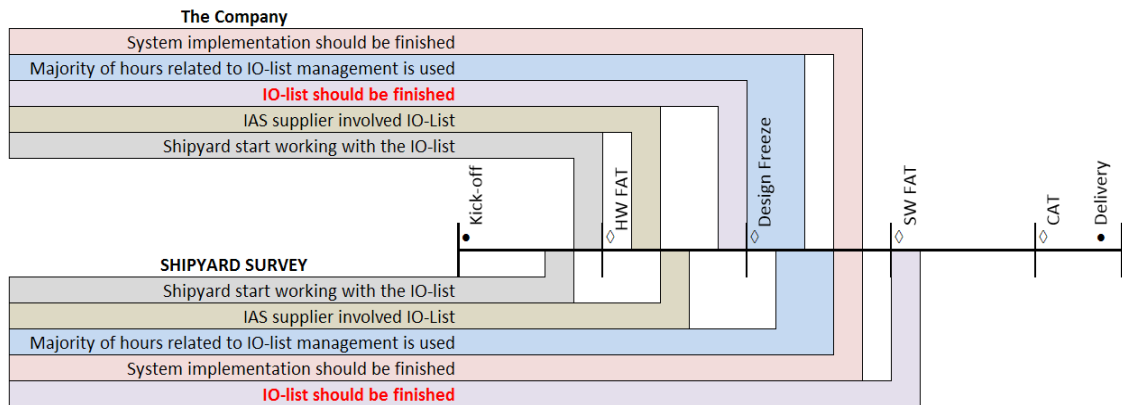 The Company
System implementation should be finished
Majority of hours related to IO-list management is used
IO-list should be finished
IAS supplier involved IO-List
Shipyard start working with the IO-list
Kick-off
HW FAT
Design Freeze
SW FAT
CAT
Delivery
SHIPYARD SURVEY
Shipyard start working with the IO-list
IAS supplier involved IO-List
Majority of hours related to IO-list management is used
System implementation should be finished
IO-list should be finished